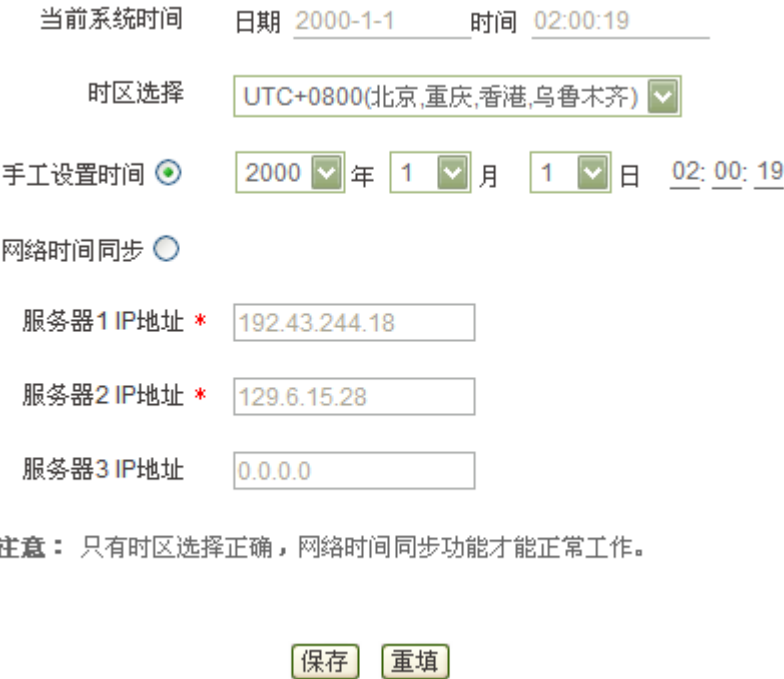 当前系统时间 日期 2000-1-1 时间 02:00:19
时区选择 UTC+0800(北京,重庆,香港,乌鲁木齐)
手工设置时间 2000 年 1 月 1 日 02: 00: 19
网络时间同步
服务器1 IP地址 * 192.43.244.18
服务器2 IP地址 * 129.6.15.28
服务器3 IP地址 0.0.0.0
注意： 只有时区选择正确，网络时间同步功能才能正常工作。
保存 重填